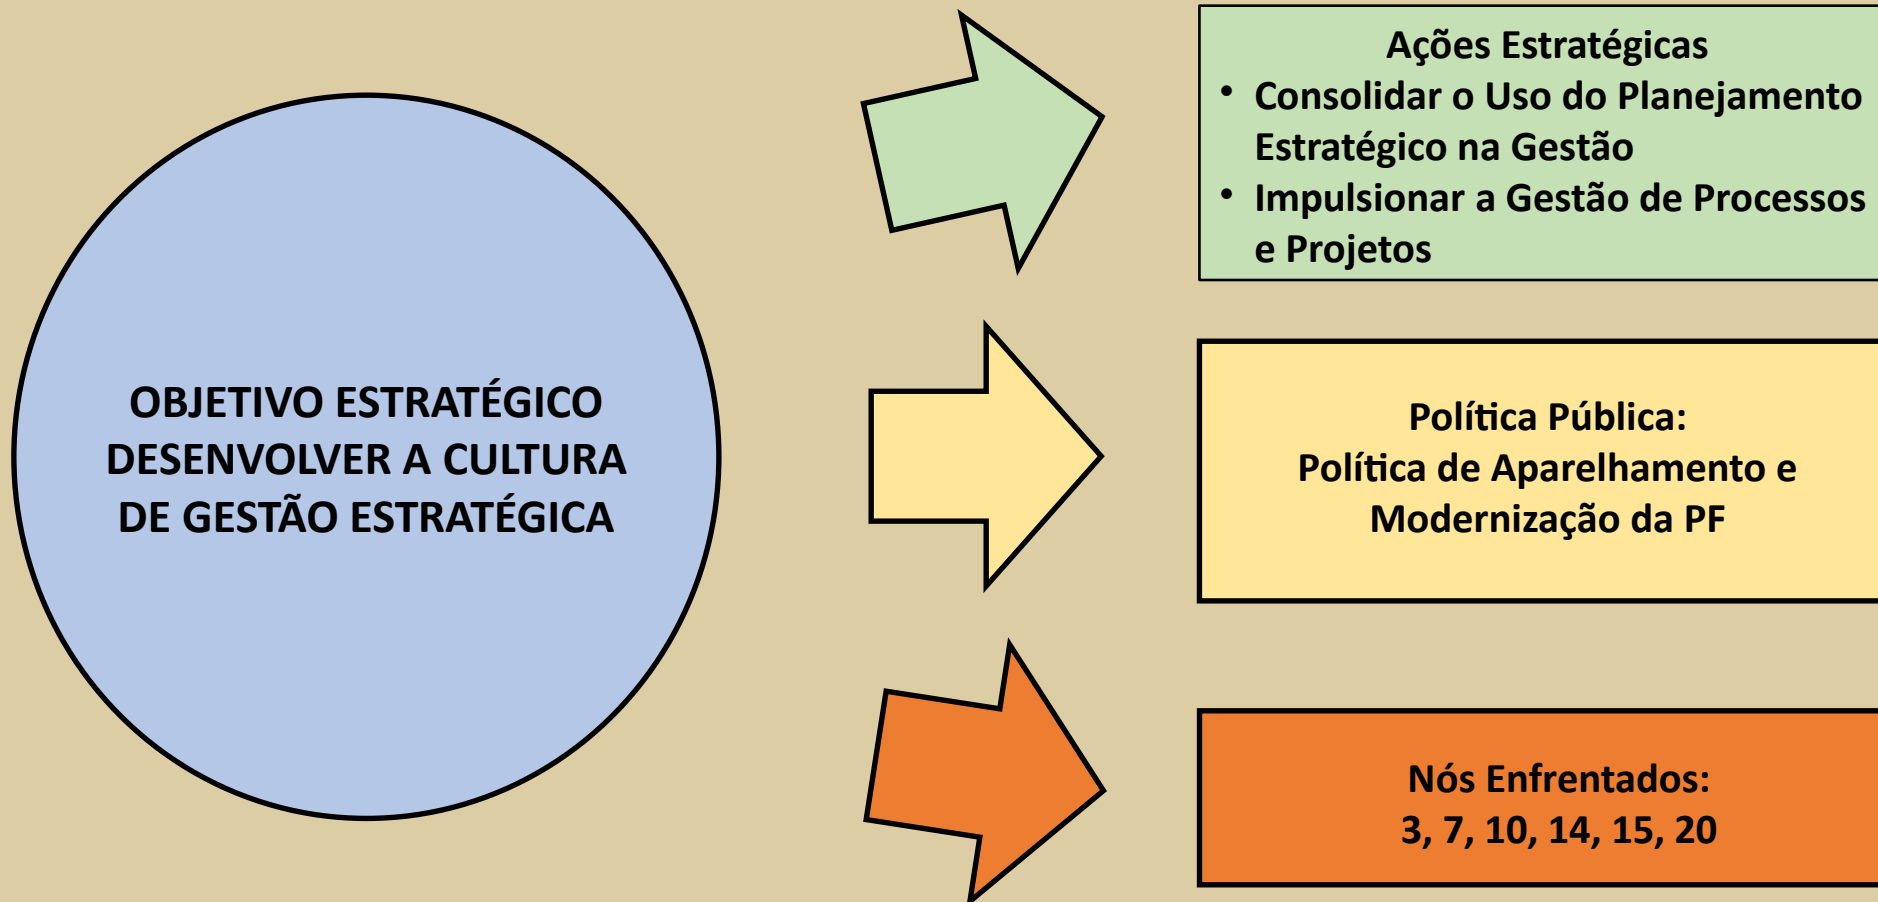 OBJETIVO ESTRATÉGICO
DESENVOLVER A CULTURA
DE GESTÃO ESTRATÉGICA
Ações Estratégicas
• Consolidar o Uso do Planejamento
Estratégico na Gestão
• Impulsionar a Gestão de Processos
e Projetos
Política Pública:
Política de Aparelhamento e
Modernização da PF
Nós Enfrentados:
3, 7, 10, 14, 15, 20